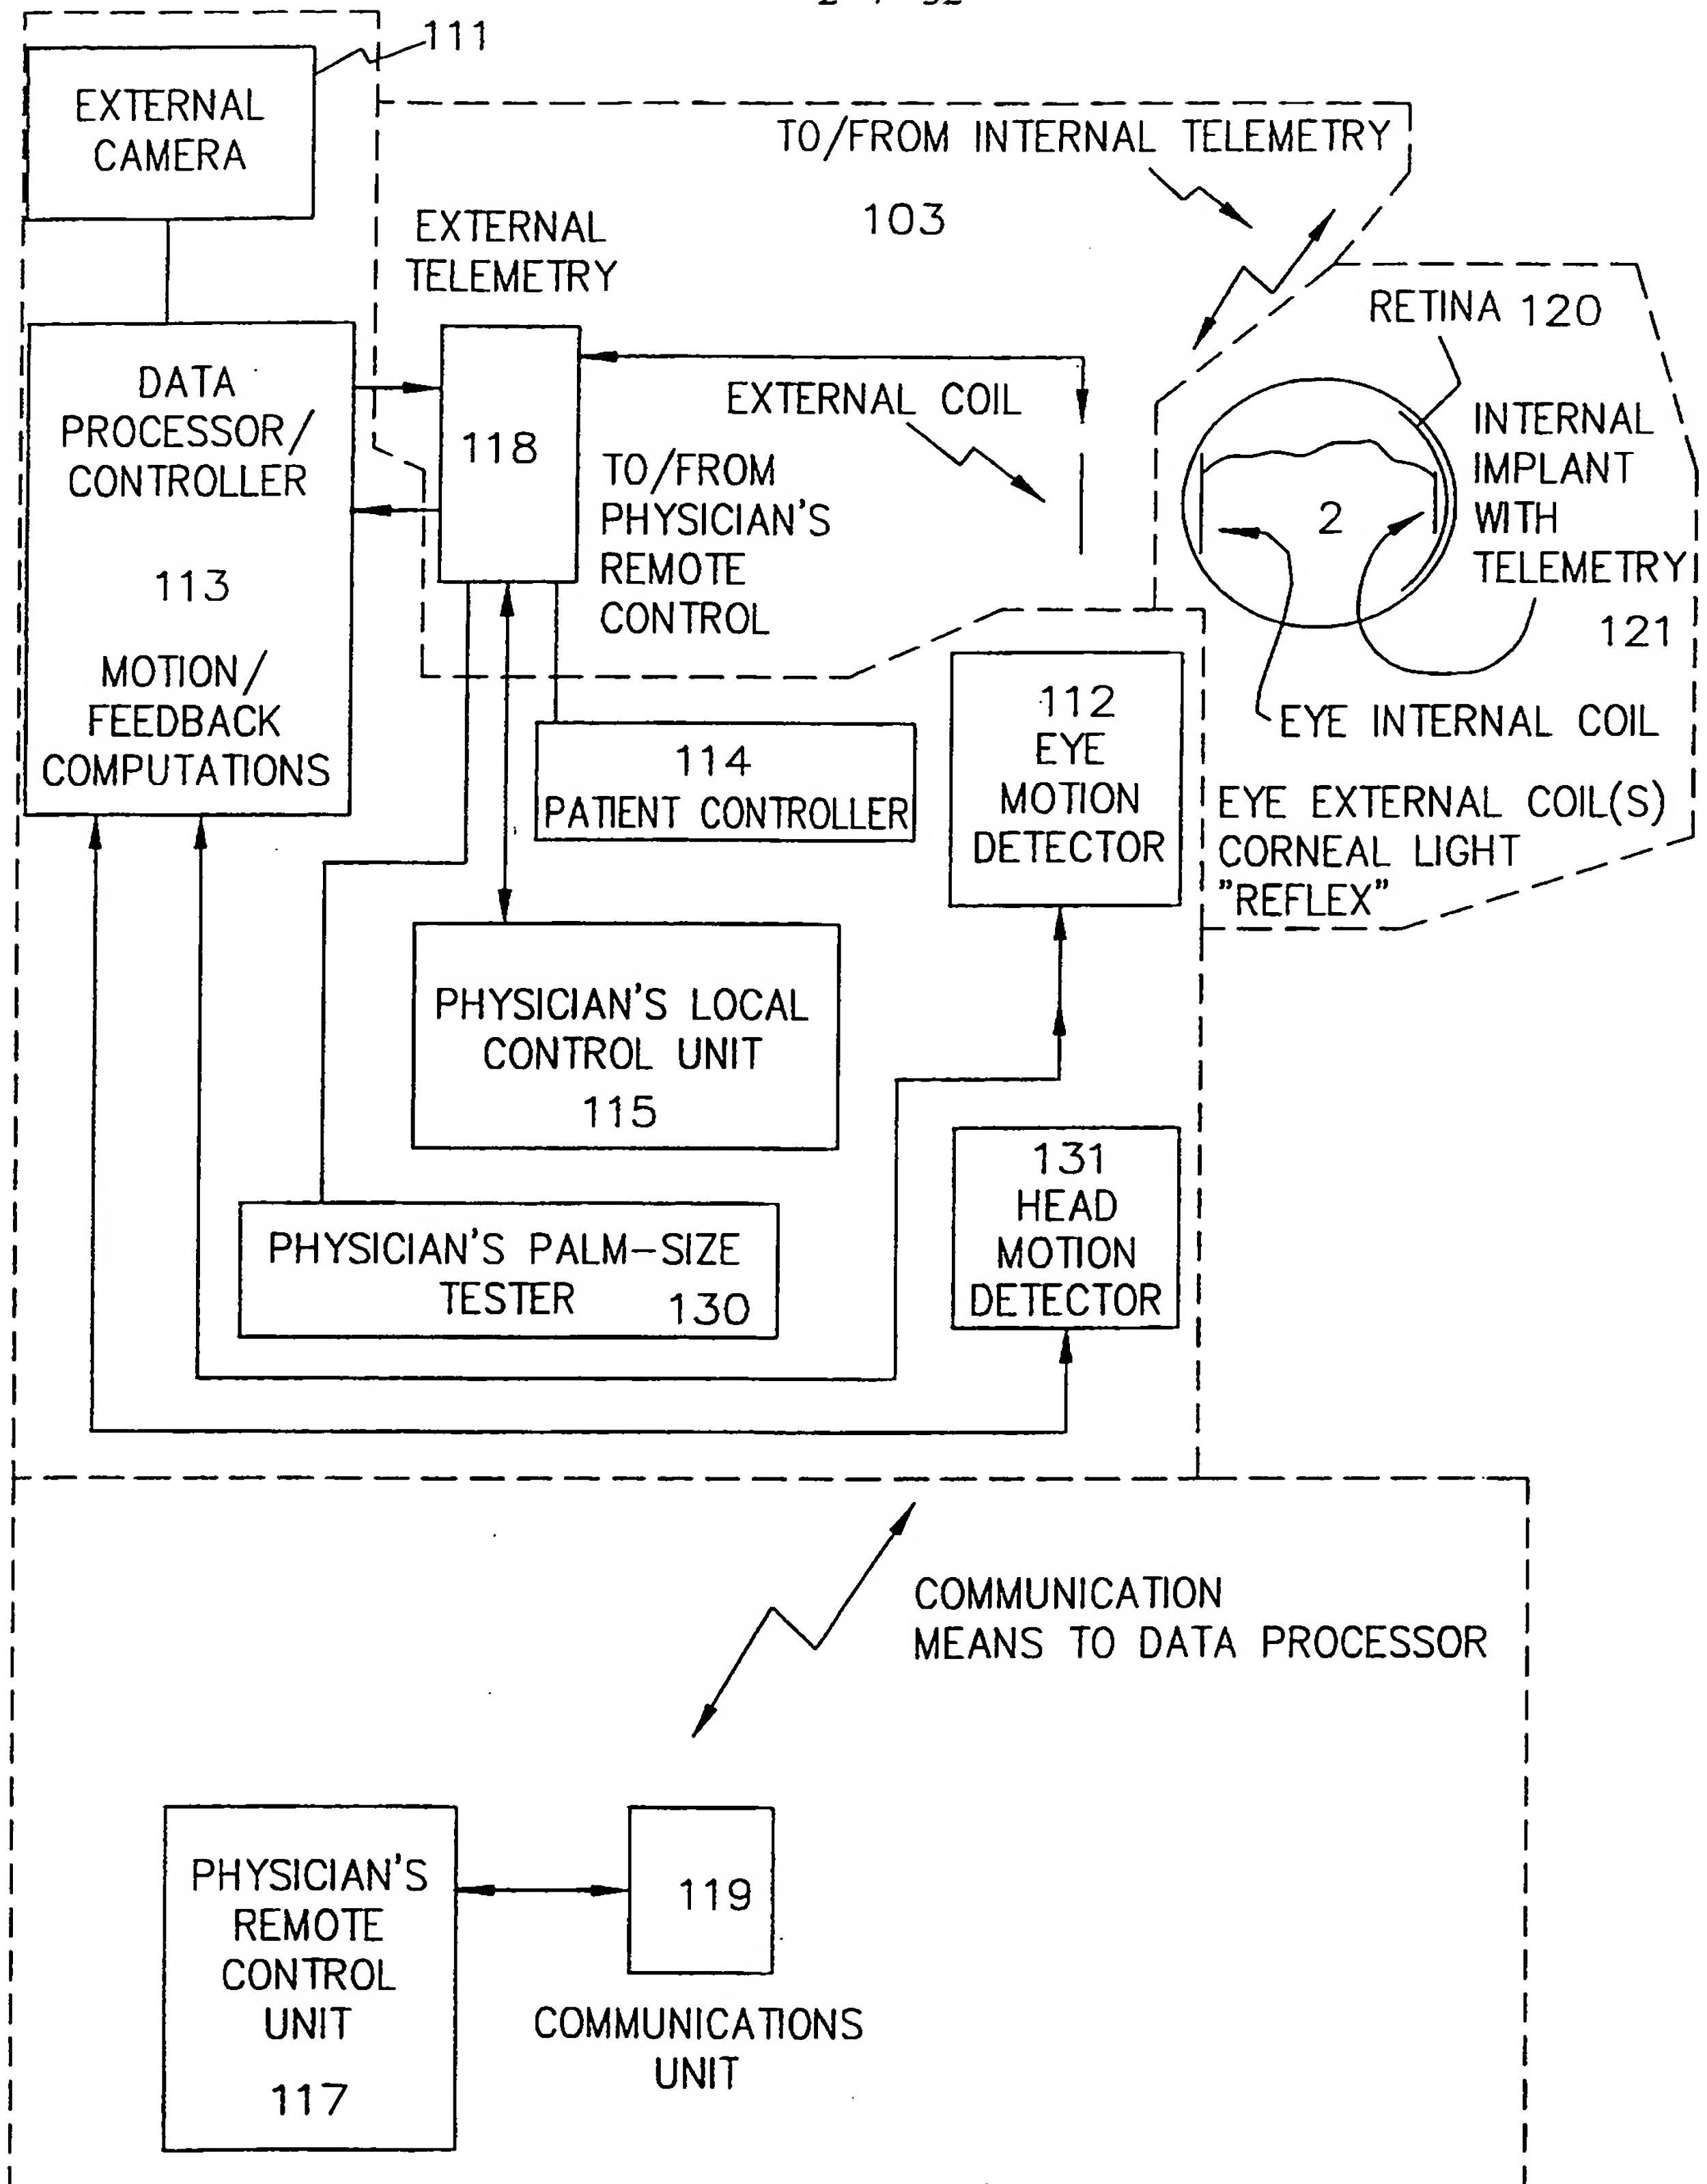 111
EXTERNAL
CAMERA
TO/FROM INTERNAL TELEMETRY
103
EXTERNAL
TELEMETRY
RETINA 120
DATA
PROCESSOR/
CONTROLLER
113
MOTION/
FEEDBACK
COMPUTATIONS
118
EXTERNAL COIL
TO/FROM
PHYSICIAN'S
REMOTE
CONTROL
2
INTERNAL
IMPLANT
WITH
TELEMETRY
121
EYE INTERNAL COIL
114
PATIENT CONTROLLER
112
EYE
MOTION
DETECTOR
EYE EXTERNAL COIL(S)
CORNEAL LIGHT
"REFLEX"
PHYSICIAN'S LOCAL
CONTROL UNIT
115
131
HEAD
MOTION
DETECTOR
PHYSICIAN'S PALM-SIZE
TESTER 130
COMMUNICATION
MEANS TO DATA PROCESSOR
PHYSICIAN'S
REMOTE
CONTROL
UNIT
117
119
COMMUNICATIONS
UNIT